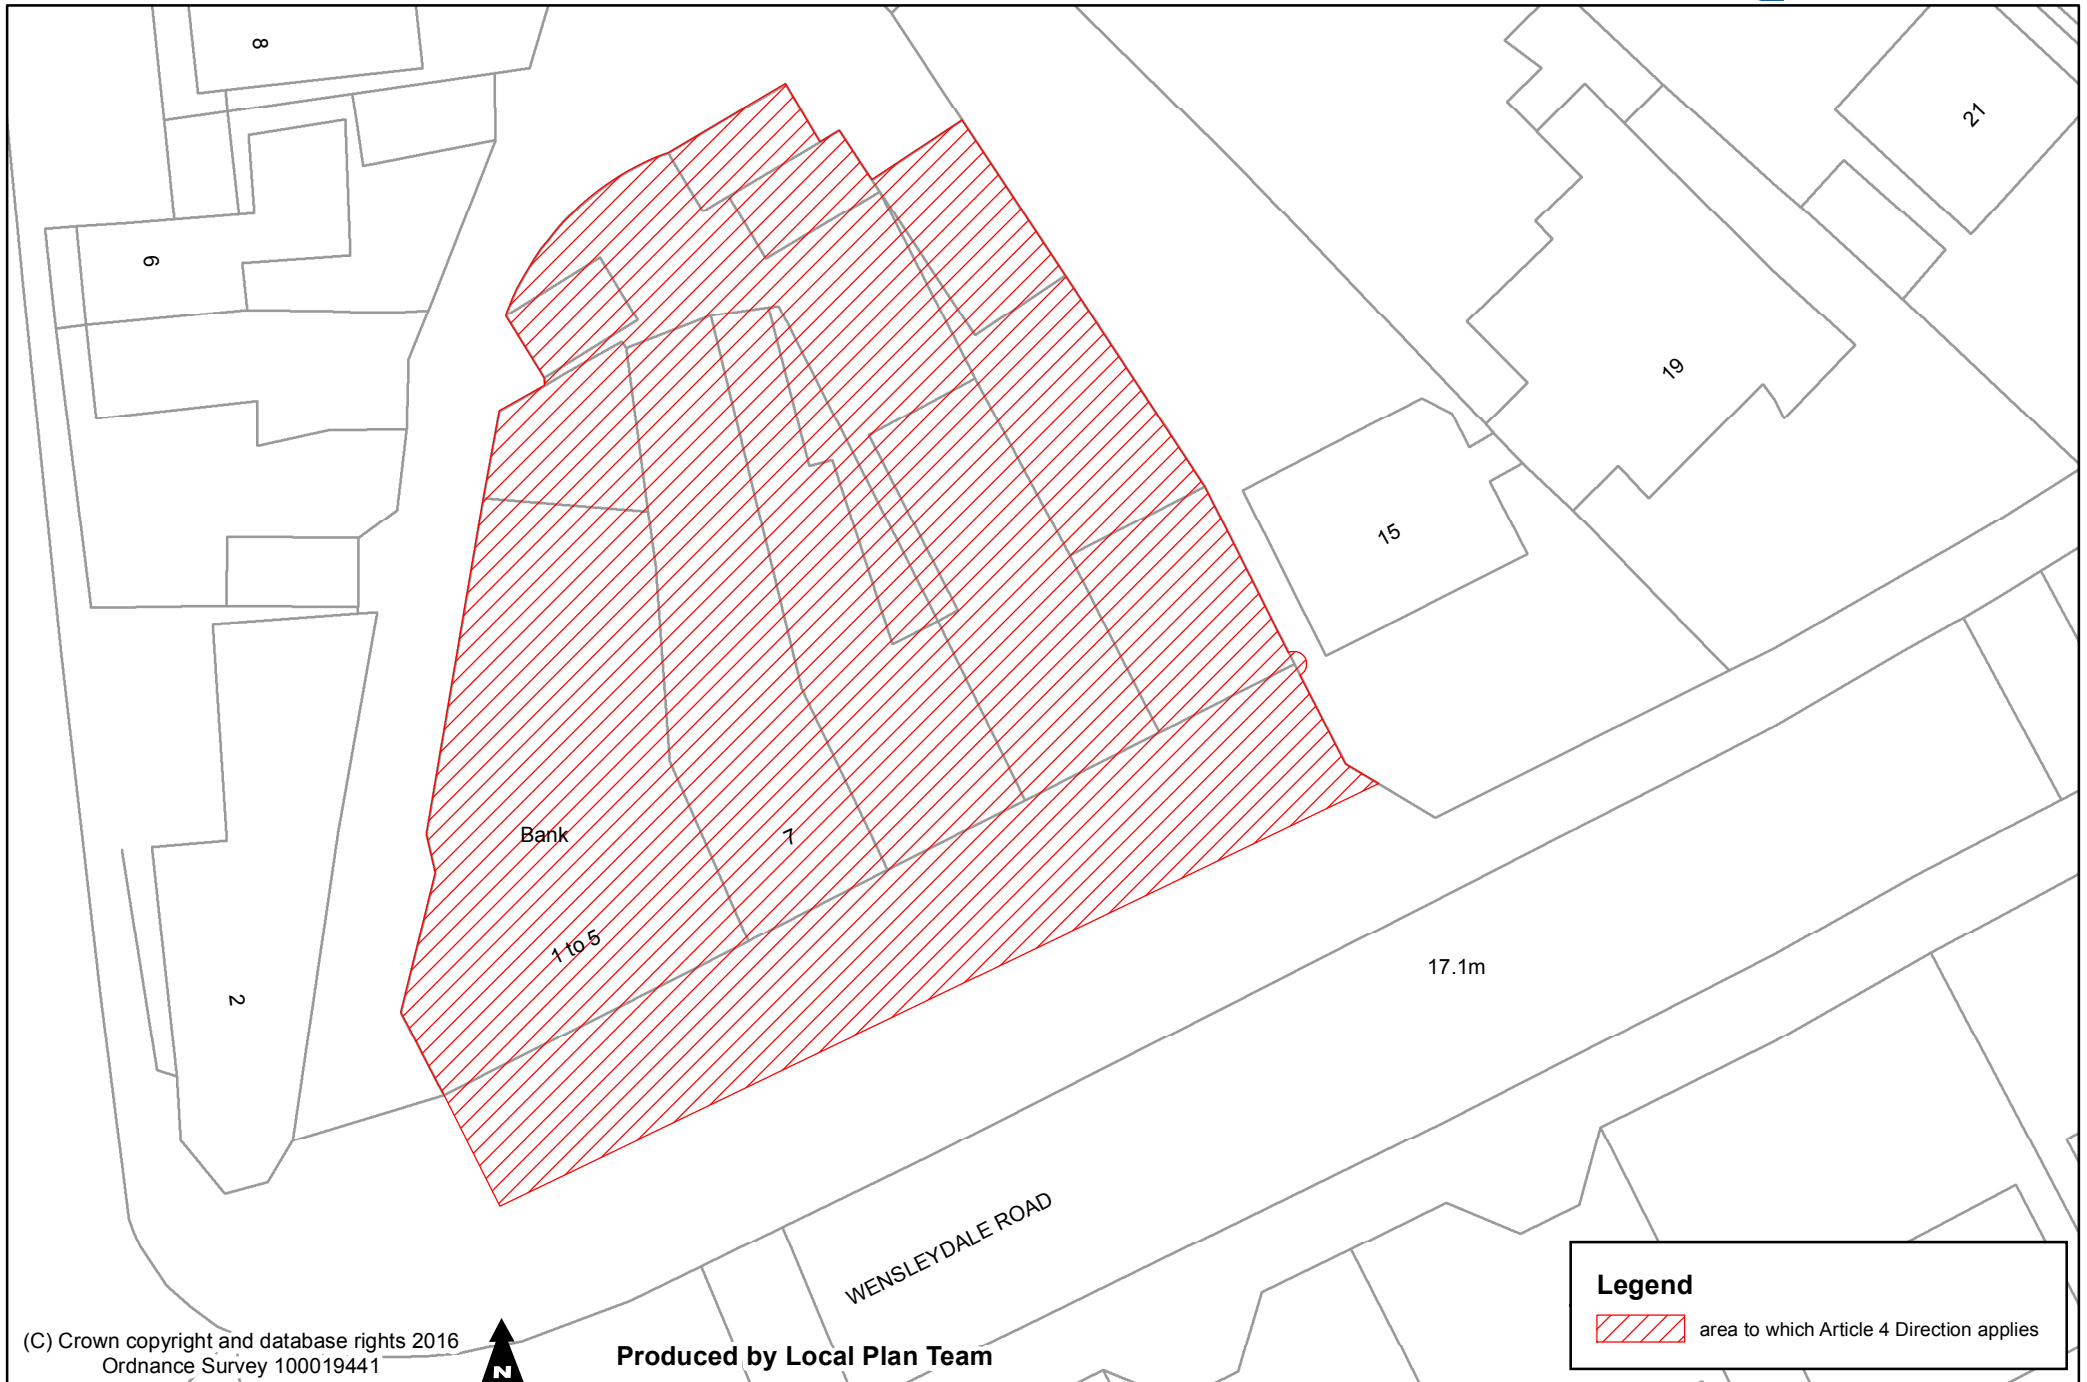 8
21
6
19
15
Bank
7
1 to 5
17.1m
2
WENSLEYDALE ROAD
Legend
area to which Article 4 Direction applies
(C) Crown copyright and database rights 2016
Ordnance Survey 100019441
N
Produced by Local Plan Team